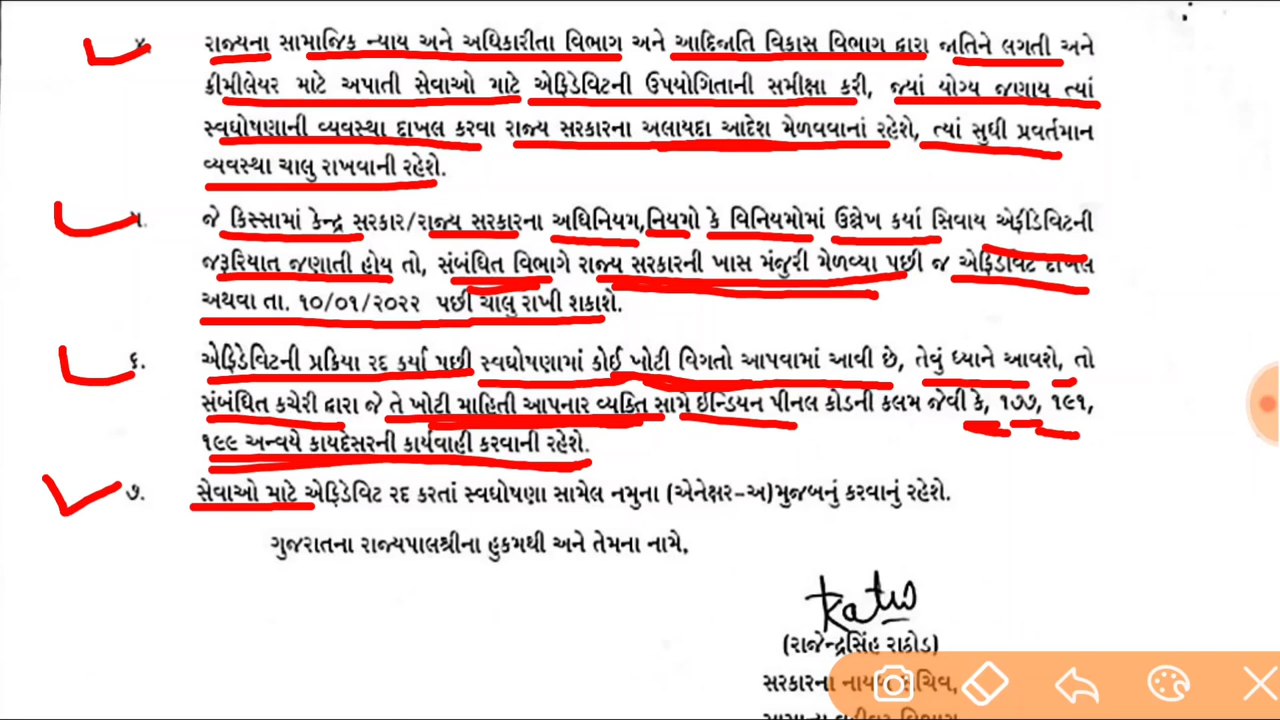 ૪. રાજ્યના સામાજિક ન્યાય અને અધિકારીતા વિભાગ અને આદિજાતિ વિકાસ વિભાગ દ્વારા જાતિને લગતી અને
ક્રીમીલેયર માટે અપાતી સેવાઓ માટે એફિડેવિટની ઉપયોગિતાની સમીક્ષા કરી, જ્યાં યોગ્ય જણાય ત્યાં
સ્વઘોષણાની વ્યવસ્થા દાખલ કરવા રાજ્ય સરકારના અલાયદા આદેશ મેળવવાનાં રહેશે, ત્યાં સુધી પ્રવર્તમાન
વ્યવસ્થા ચાલુ રાખવાની રહેશે.
૫. જે કિસ્સામાં કેન્દ્ર સરકાર/રાજ્ય સરકારના અધિનિયમ, નિયમો કે વિનિયમોમાં ઉલ્લેખ કર્યા સિવાય એફીડેવિટની
જરૂરિયાત જણાતી હોય તો, સંબંધિત વિભાગે રાજ્ય સરકારની ખાસ મંજુરી મેળવ્યા પછી જ એફિડેવિટ દાખલ
અથવા તા. ૧૦/૦૧/૨૦૨૨ પછી ચાલુ રાખી શકાશે.
૬. એફિડેવિટની પ્રક્રિયા રદ કર્યા પછી સ્વઘોષણામાં કોઈ ખોટી વિગતો આપવામાં આવી છે, તેવું ધ્યાને આવશે, તો
સંબંધિત કચેરી દ્વારા જે તે ખોટી માહિતી આપનાર વ્યક્તિ સામે ઇન્ડિયન પીનલ કોડની કલમ જેવી કે, ૧૭૭, ૧૯૧,
૧૯૯ અન્વયે કાયદેસરની કાર્યવાહી કરવાની રહેશે.
૭. સેવાઓ માટે એફિડેવિટ રદ કરતાં સ્વઘોષણા સામેલ નમુના (એનેક્ષર-અ)મુજબનું કરવાનું રહેશે.
ગુજરાતના રાજ્યપાલશ્રીના હુકમથી અને તેમના નામે,
(રાજેન્દ્રસિંહ રાઠોડ)
સરકારના નાયબ સચિવ,